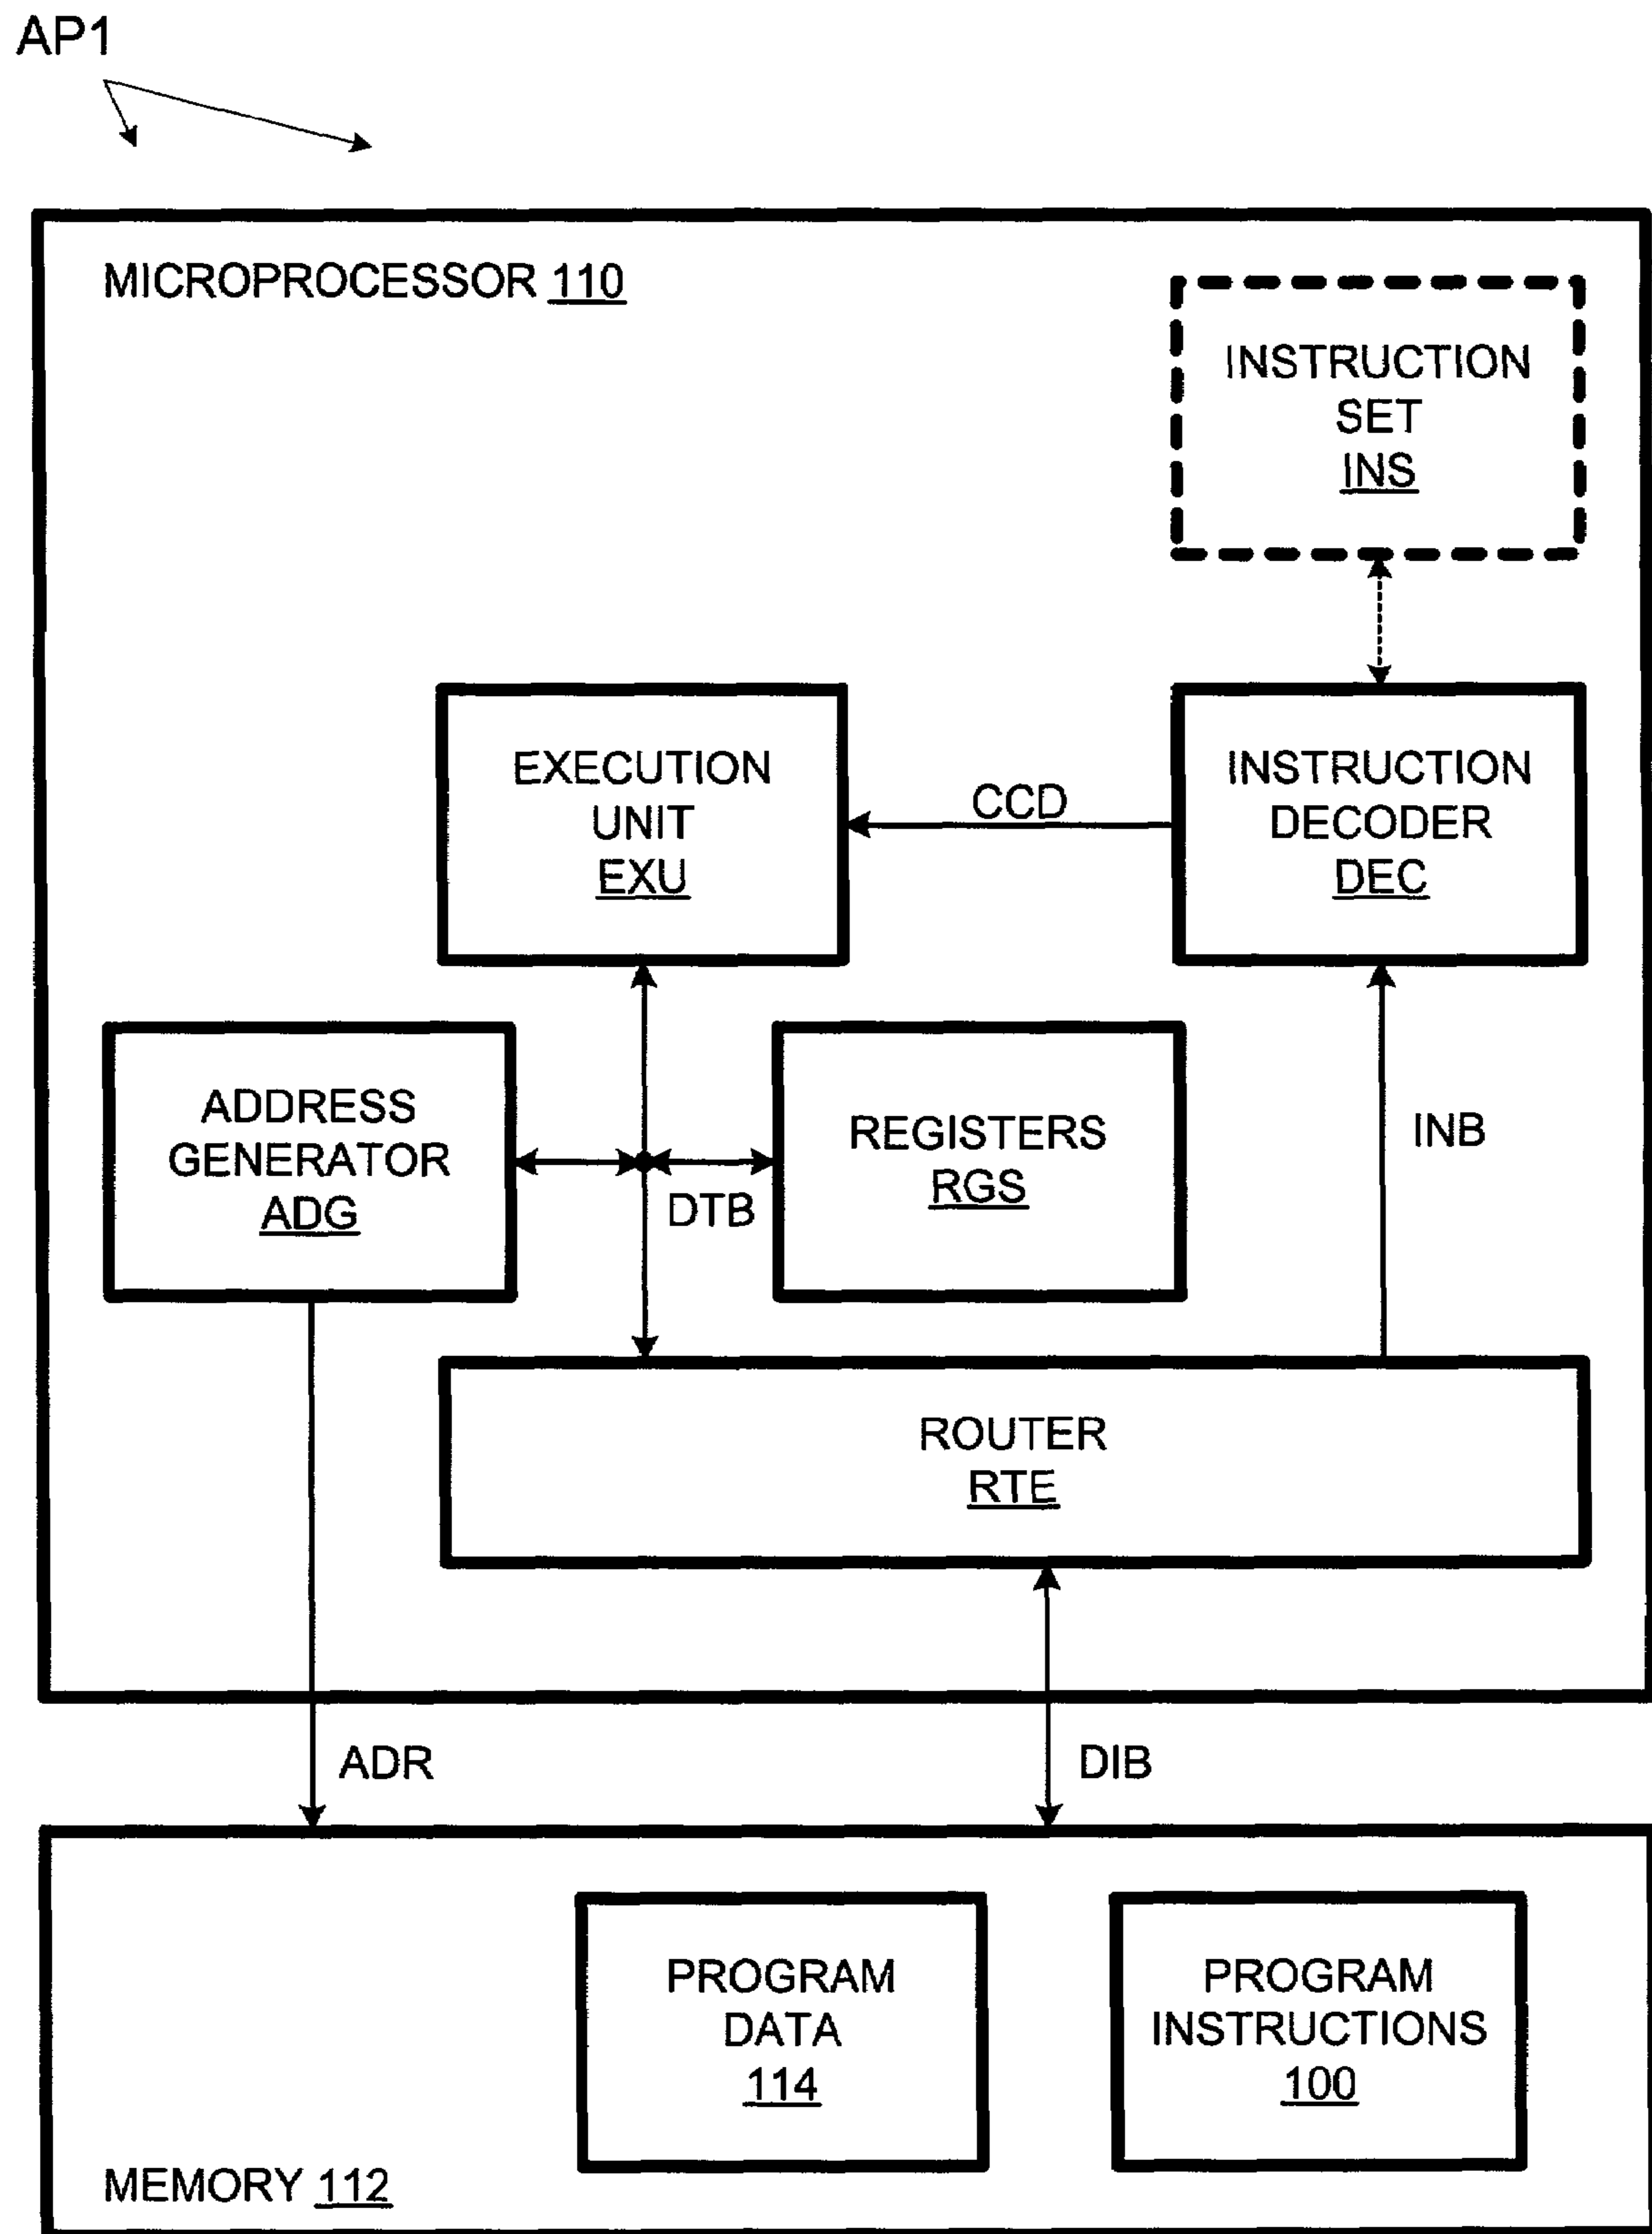 AP1
MICROPROCESSOR 110
INSTRUCTION
SET
INS
EXECUTION
UNIT
EXU
CCD
INSTRUCTION
DECODER
DEC
ADDRESS
GENERATOR
ADG
DTB
REGISTERS
RGS
INB
ROUTER
RTE
ADR
DIB
PROGRAM
DATA
114
PROGRAM
INSTRUCTIONS
100
MEMORY 112